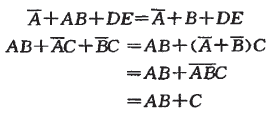 A̅+AB+DE=A̅+B+DE
AB+A̅C+B̅C =AB+(A̅+B̅)C
=AB+A̅B̅C
=AB+C